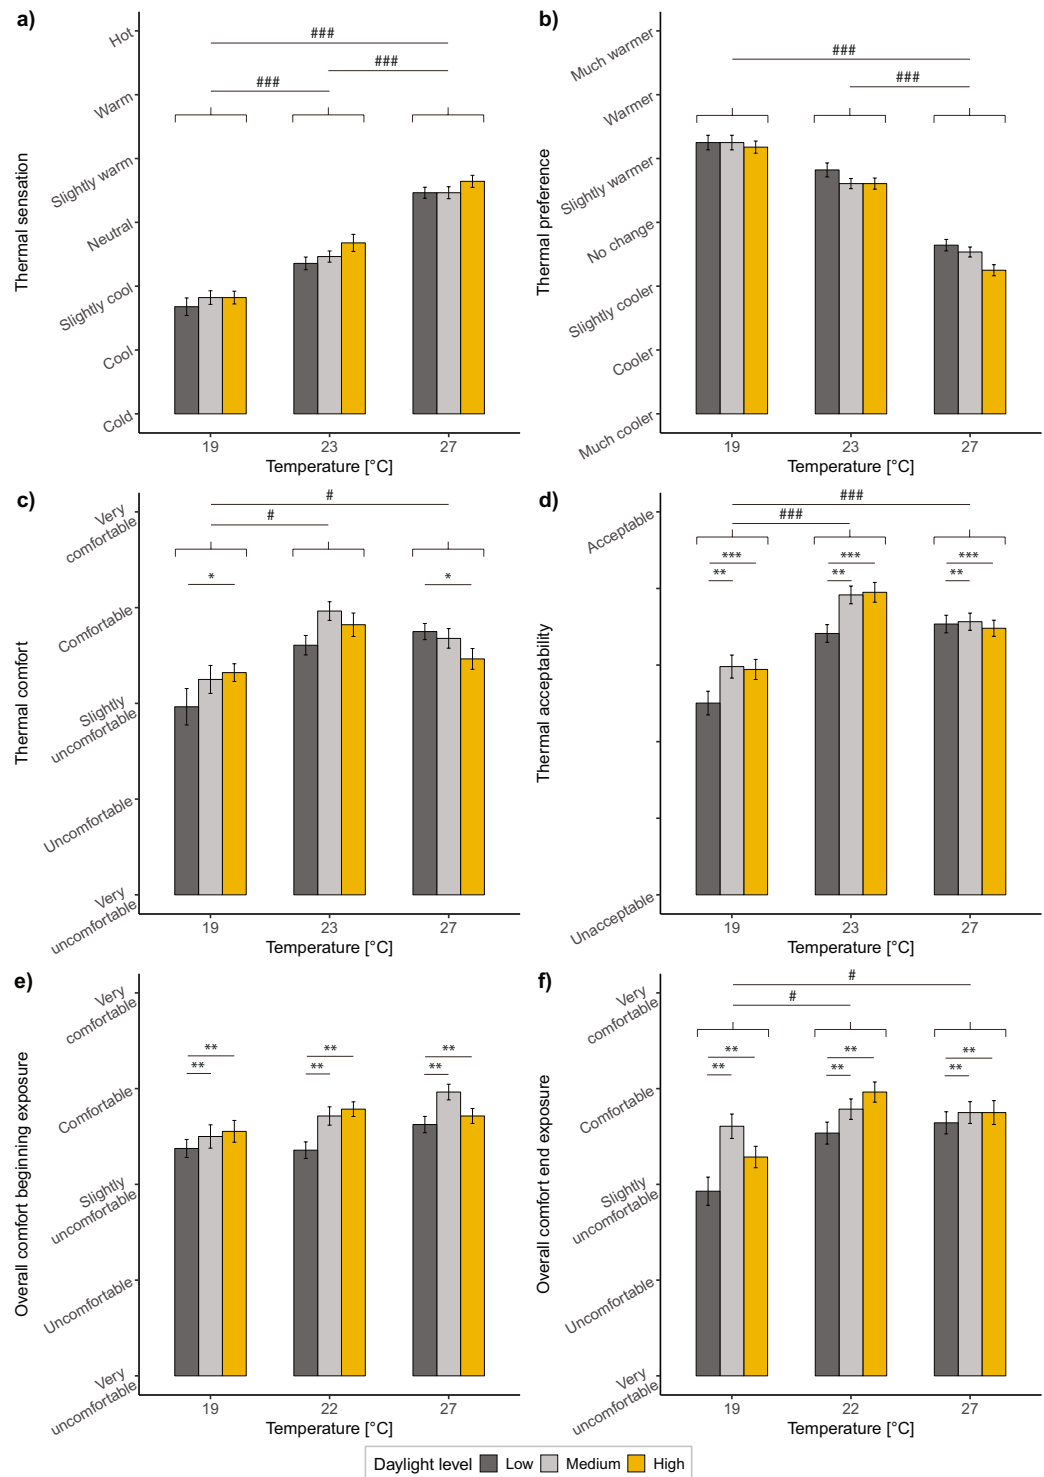 a)
Thermal sensation
Hot
Warm
Slightly warm
Neutral
Slightly cool
Cool
Cold
###
###
###
19
23
27
Temperature [°C]
b)
Thermal preference
Much warmer
Warmer
Slightly warmer
No change
Slightly cooler
Cooler
Much cooler
###
###
19
23
27
Temperature [°C]
c)
Thermal comfort
Very
comfortable
Comfortable
Slightly
uncomfortable
Uncomfortable
Very
uncomfortable
#
#
*
*
19
23
27
Temperature [°C]
d)
Thermal acceptability
Acceptable
Unacceptable
###
###
***
**
***
**
***
**
19
23
27
Temperature [°C]
e)
Overall comfort beginning exposure
Very
comfortable
Comfortable
Slightly
uncomfortable
Uncomfortable
Very
uncomfortable
**
**
**
**
**
**
19
22
27
Temperature [°C]
f)
Overall comfort end exposure
Very
comfortable
Comfortable
Slightly
uncomfortable
Uncomfortable
Very
uncomfortable
#
#
**
**
**
**
**
**
19
22
27
Temperature [°C]
Daylight level Low Medium High